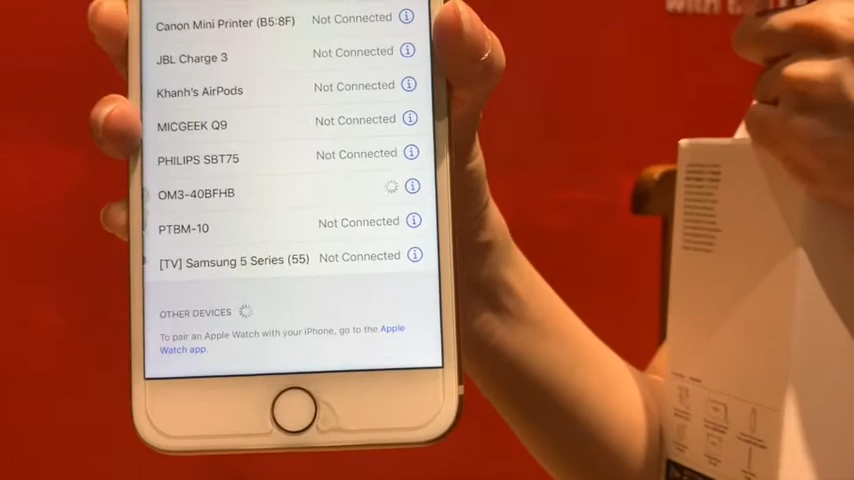 Canon Mini Printer (B5:8F) Not Connected
JBL Charge 3 Not Connected
Khanh's AirPods Not Connected
MICGEEK Q9 Not Connected
PHILIPS SBT75 Not Connected
OM3-40BFHB
PTBM-10 Not Connected
[TV] Samsung 5 Series (55) Not Connected
OTHER DEVICES
To pair an Apple Watch with your iPhone, go to the Apple
Watch app.